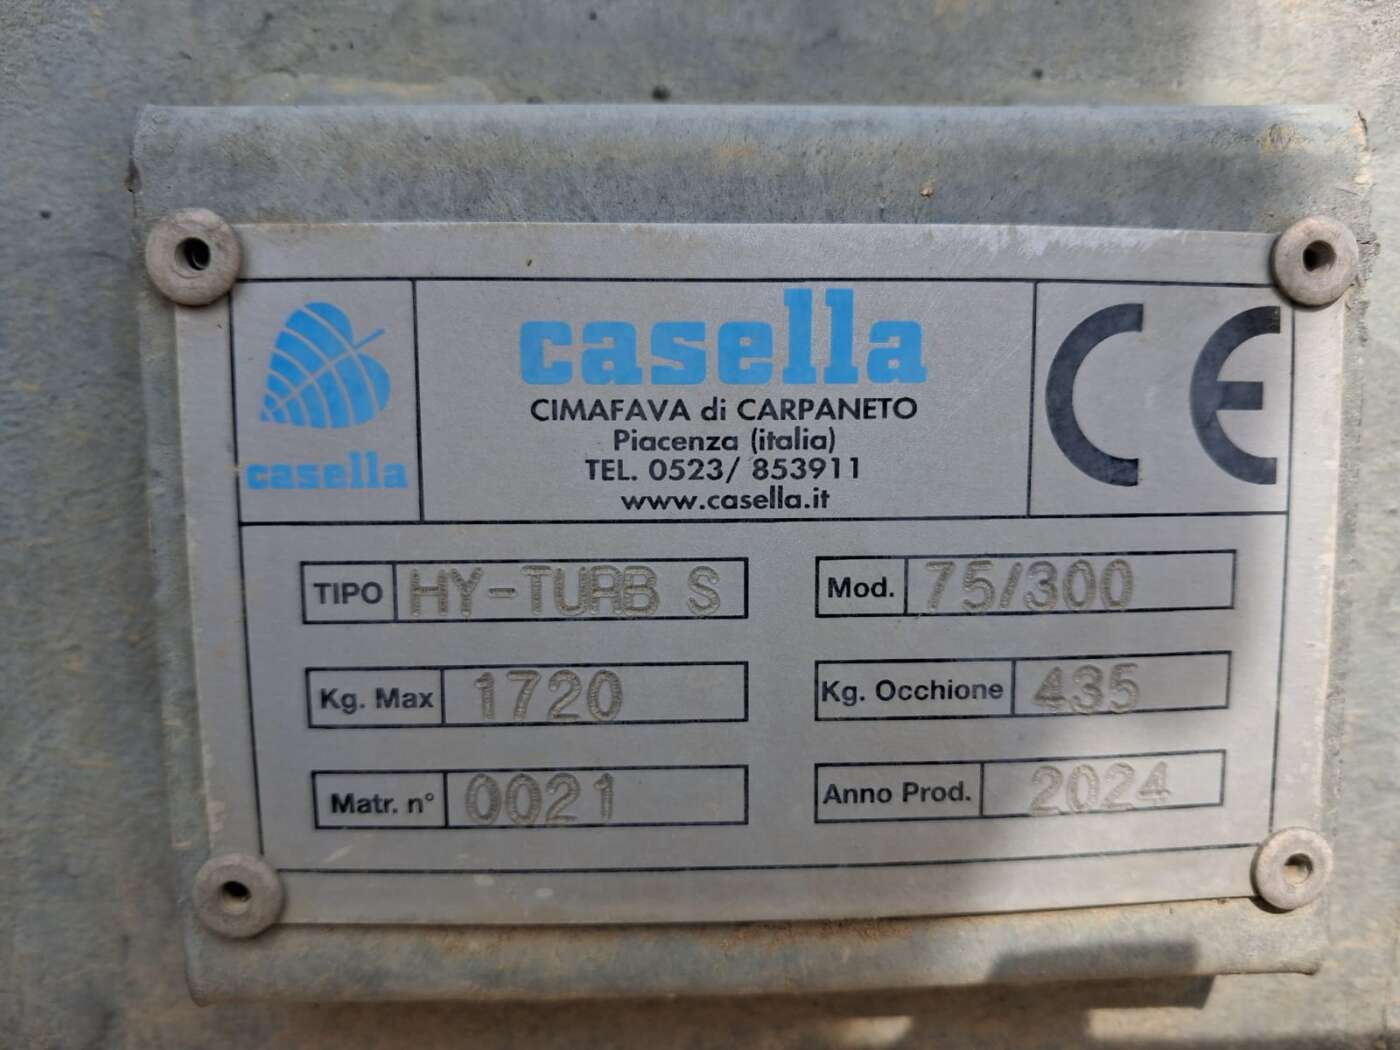 casella
casella
CIMAFAVA di CARPANETO
Piacenza (italia)
TEL. 0523/ 853911
www.casella.it
CE
TIPO HY-TURB S
Mod. 75/300
Kg. Max 1720
Kg. Occhione 435
Matr. n° 0021
Anno Prod. 2024